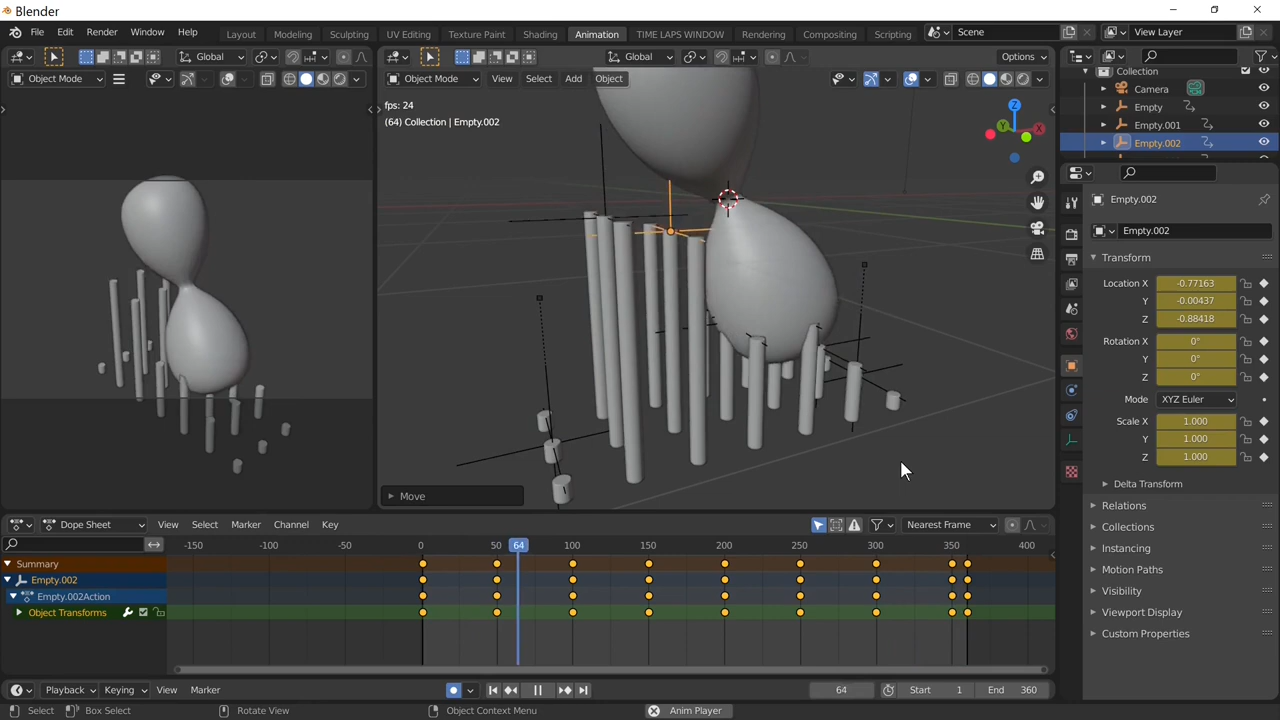 Blender
File Edit Render Window Help
Layout Modeling Sculpting UV Editing Texture Paint Shading Animation TIME LAPS WINDOW Rendering Compositing Scripting
Scene
View Layer
Global
Global
Options
Object Mode
Object Mode View Select Add Object
fps: 24
(64) Collection | Empty.002
Z
Y
X
Move
Collection
Camera
Empty
Empty.001
Empty.002
Empty.002
Empty.002
Transform
Location X -0.77163
Y -0.00437
Z -0.88418
Rotation X 0°
Y 0°
Z 0°
Mode XYZ Euler
Scale X 1.000
Y 1.000
Z 1.000
Delta Transform
Relations
Collections
Instancing
Motion Paths
Visibility
Viewport Display
Custom Properties
Dope Sheet View Select Marker Channel Key Nearest Frame
-150 -100 -50 0 50 64 100 150 200 250 300 350 400
Summary
Empty.002
Empty.002Action
Object Transforms
Playback Keying View Marker 64 Start 1 End 360
Select Box Select Rotate View Object Context Menu Anim Player